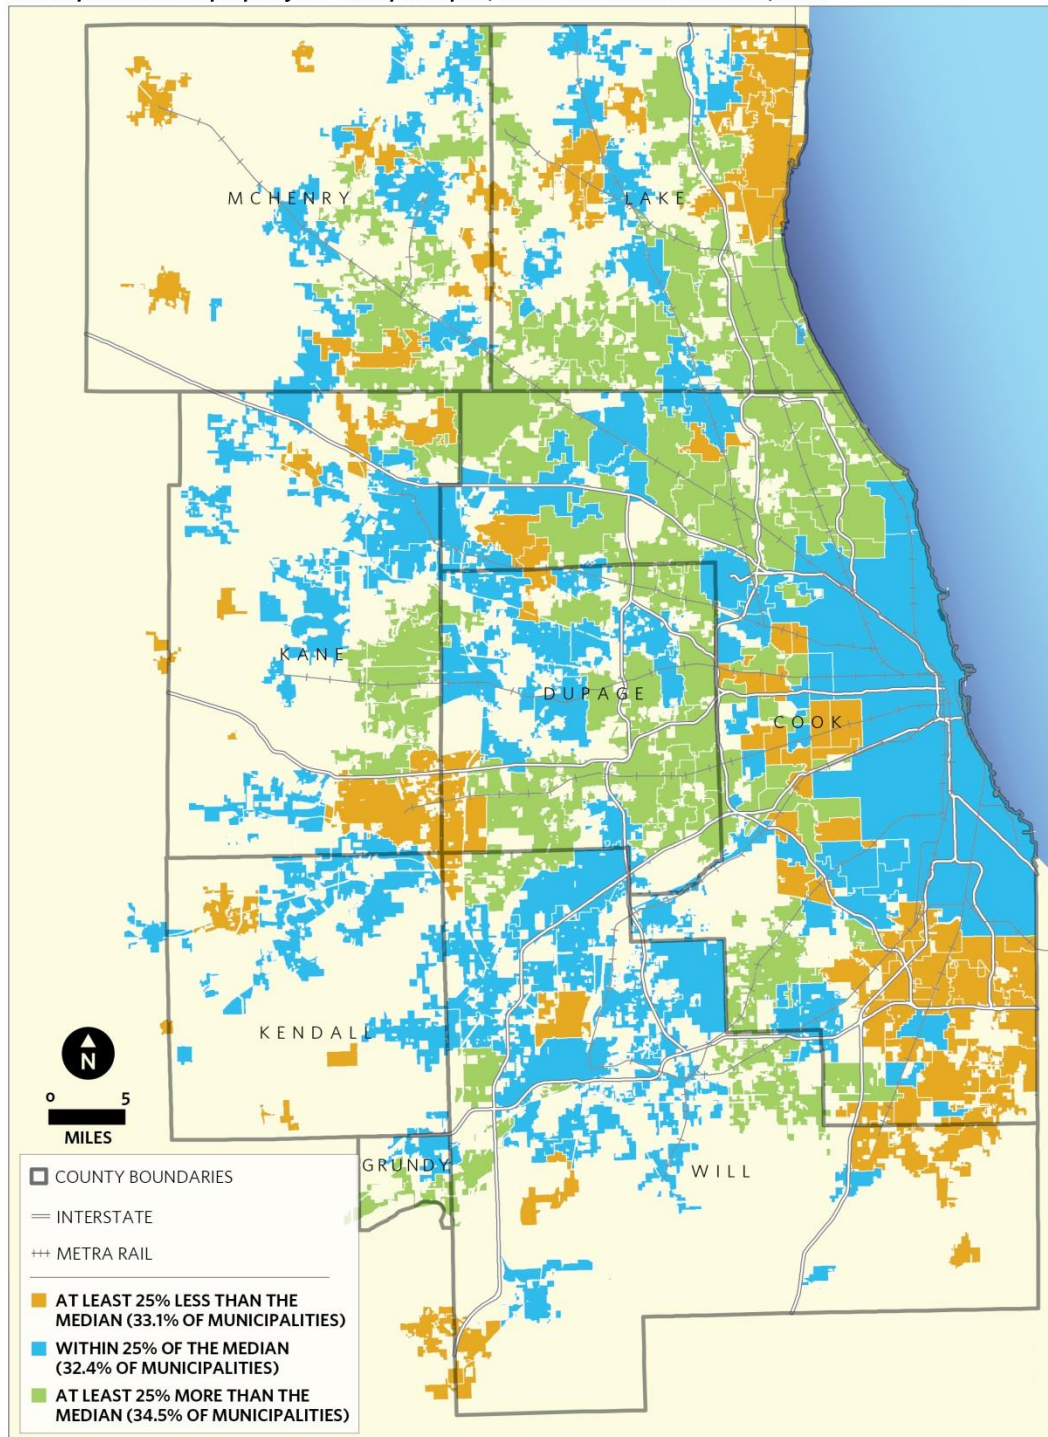 MCHENRY
LAKE
KANE
DUPAGE
COOK
KENDALL
GRUNDY
WILL
N
0 5
MILES
COUNTY BOUNDARIES
INTERSTATE
METRA RAIL
AT LEAST 25% LESS THAN THE
MEDIAN (33.1% OF MUNICIPALITIES)
WITHIN 25% OF THE MEDIAN
(32.4% OF MUNICIPALITIES)
AT LEAST 25% MORE THAN THE
MEDIAN (34.5% OF MUNICIPALITIES)